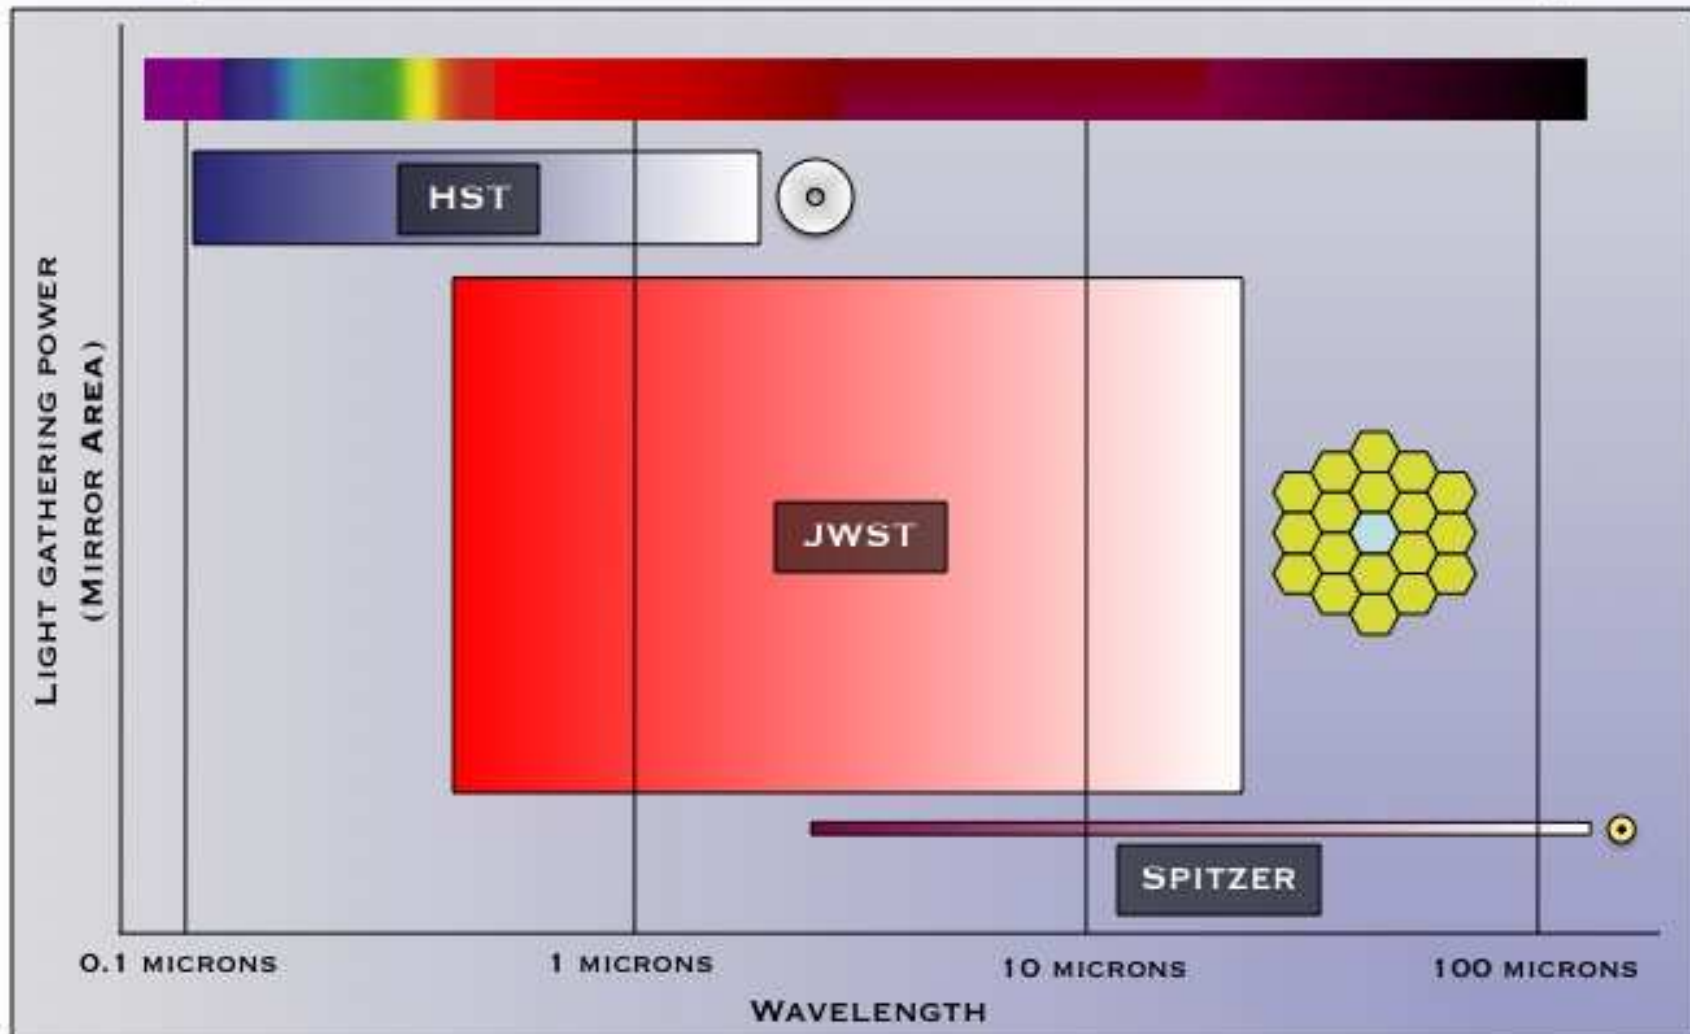 HST
LIGHT GATHERING POWER
(MIRROR AREA)
JWST
SPITZER
0.1 MICRONS
1 MICRONS
10 MICRONS
100 MICRONS
WAVELENGTH